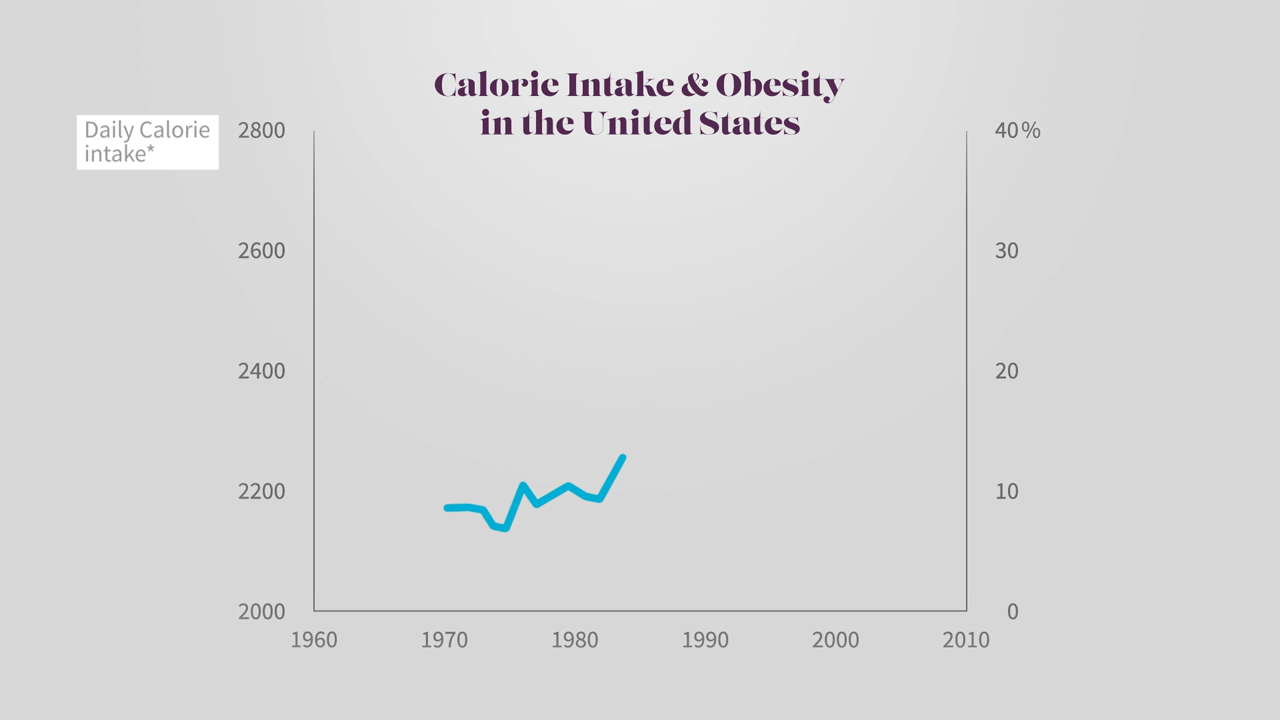 Calorie Intake & Obesity
in the United States
Daily Calorie
intake*
2800
2600
2400
2200
2000
40%
30
20
10
0
1960 1970 1980 1990 2000 2010